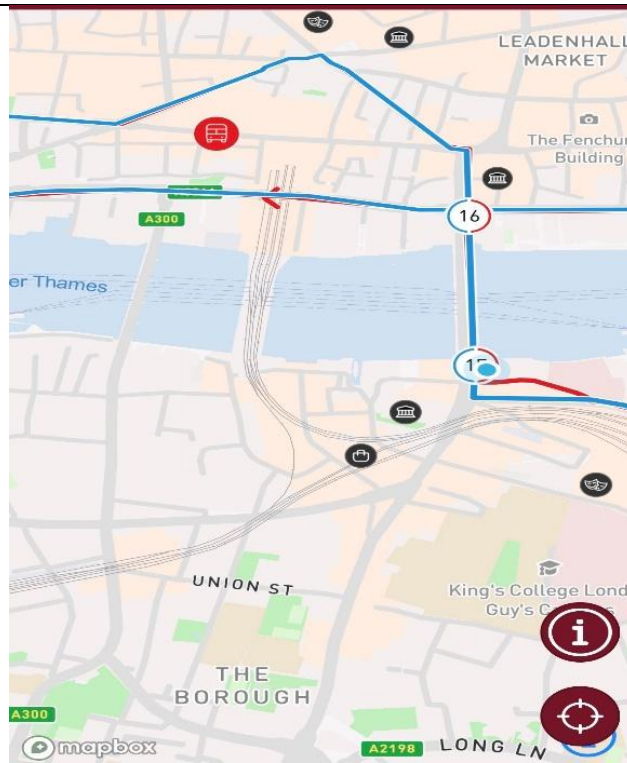 LEADENHALL
MARKET
The Fenchur
Building
A300
16
er Thames
15
UNION ST
King's College Lond
Guy's C
THE
BOROUGH
A300
mapbox
A2198
LONG LN